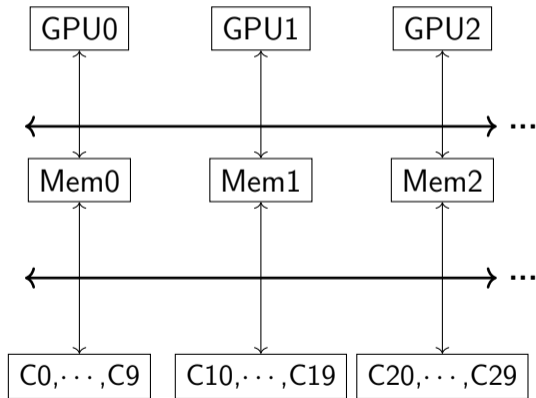 GPU0 GPU1 GPU2
...
Mem0 Mem1 Mem2
...
C0,⋯,C9 C10,⋯,C19 C20,⋯,C29